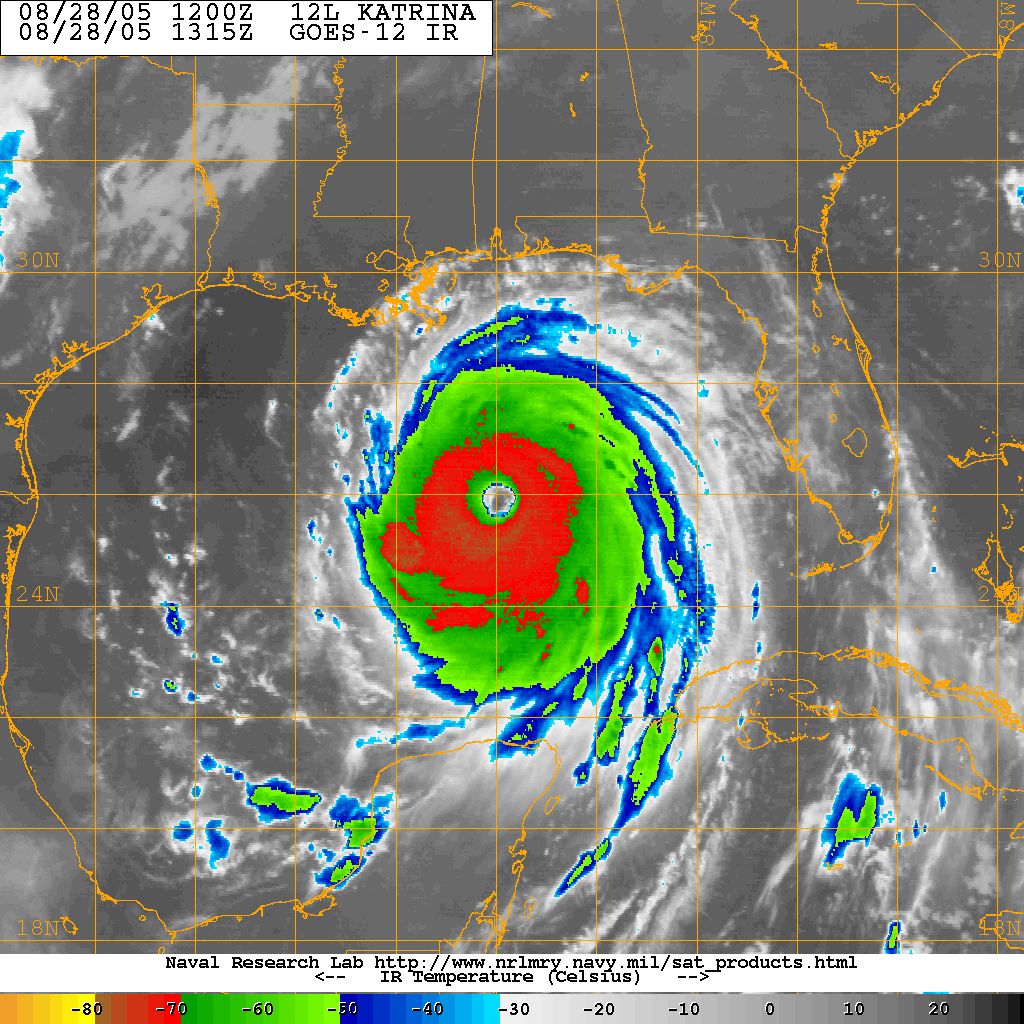 08/28/05 1200Z 12L KATRINA
08/28/05 1315Z GOES-12 IR
30N 30N
24N
18N 18N
Naval Research Lab http://www.nrlmry.navy.mil/sat_products.html
<-- IR Temperature (Celsius) -->
-80 -70 -60 -50 -40 -30 -20 -10 0 10 20